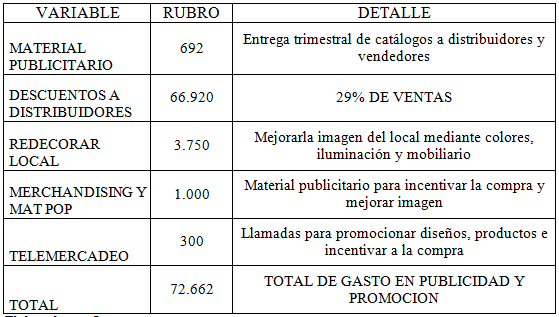 VARIABLE RUBRO DETALLE
MATERIAL PUBLICITARIO 692 Entrega trimestral de catálogos a distribuidores y vendedores
DESCUENTOS A DISTRIBUIDORES 66.920 29% DE VENTAS
REDECORAR LOCAL 3.750 Mejorarla imagen del local mediante colores, iluminación y mobiliario
MERCHANDISING Y MAT POP 1.000 Material publicitario para incentivar la compra y mejorar imagen
TELEMERCADEO 300 Llamadas para promocionar diseños, productos e incentivar a la compra
TOTAL 72.662 TOTAL DE GASTO EN PUBLICIDAD Y PROMOCION